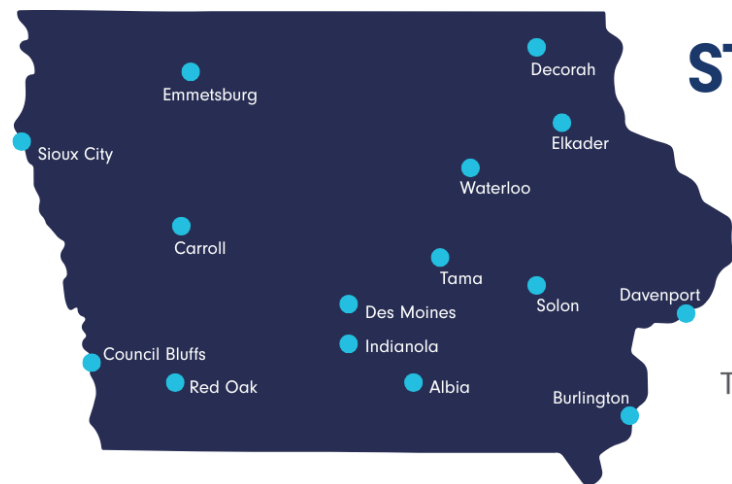 Decorah
ST
Emmetsburg
Elkader
Sioux City
Waterloo
Carroll
Tama
Davenport
Solon
Des Moines
Indianola
Council Bluffs
T
Red Oak
Albia
Burlington